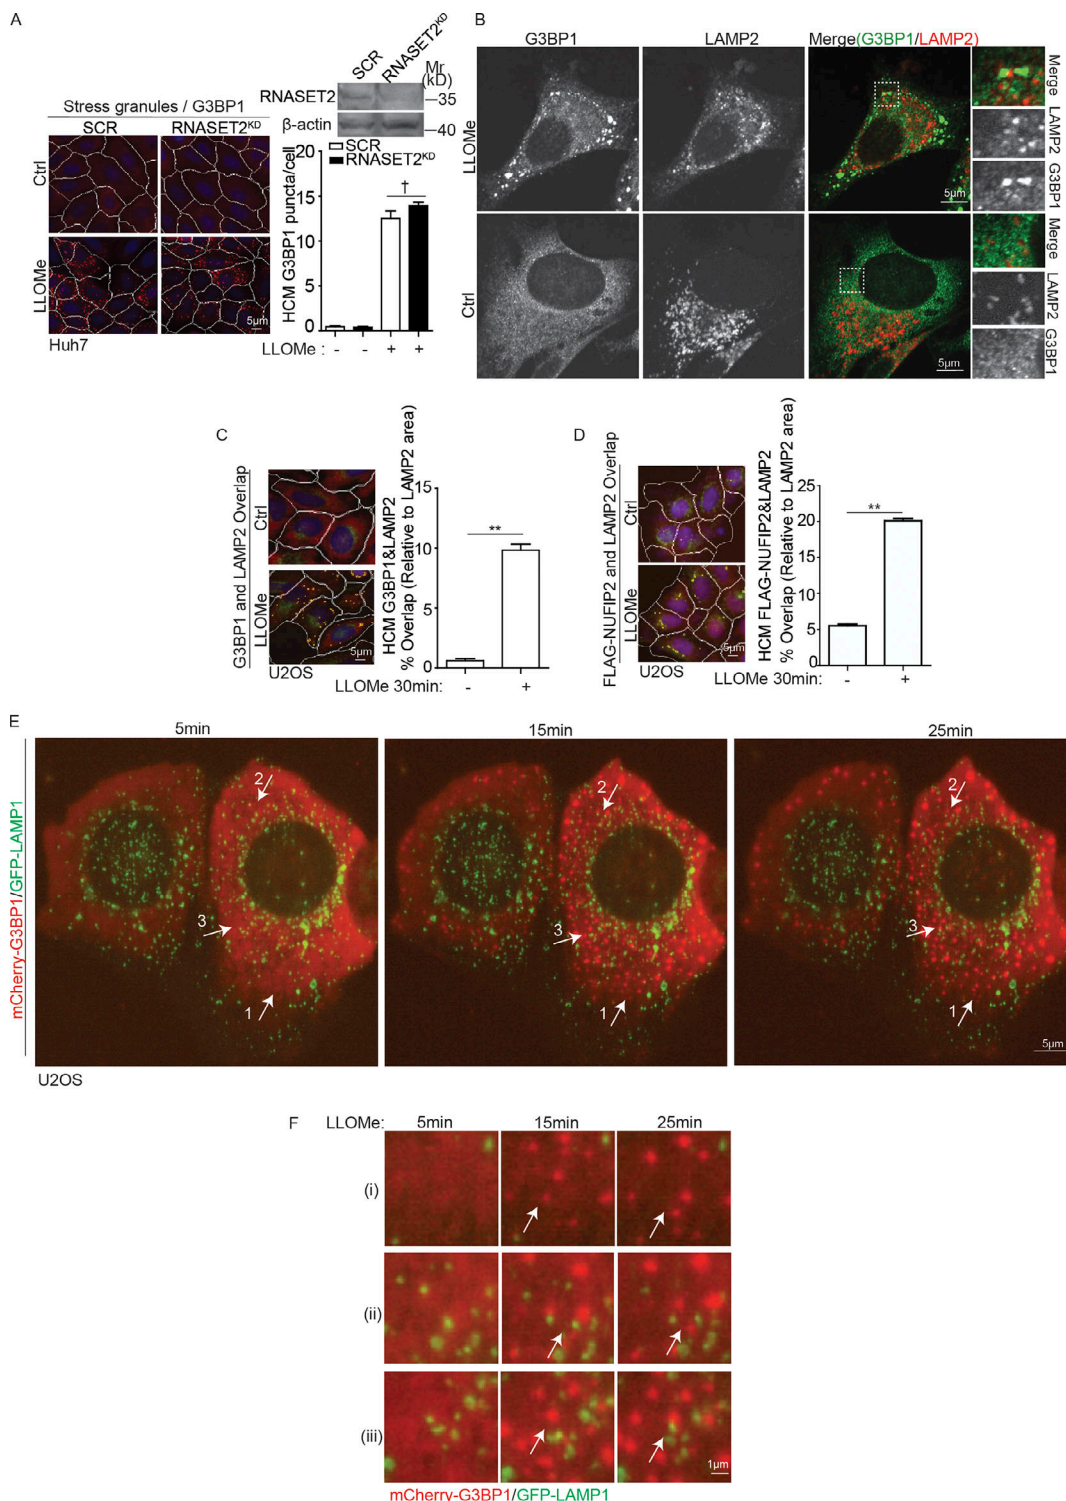 A
Stress granules / G3BP1
SCR
RNASET2KD
Ctrl
LLOMe
5µm
Huh7
SCR
RNASET2KD
Mr
(kD)
RNASET2
–35
β-actin
–40
SCR
RNASET2KD
HCM G3BP1 puncta/cell
20
15
10
5
0
†
LLOMe : - - + +
B
G3BP1
LAMP2
Merge(G3BP1/LAMP2)
LLOMe
Ctrl
5µm
5µm
Merge
LAMP2
G3BP1
Merge
LAMP2
G3BP1
C
G3BP1 and LAMP2 Overlap
Ctrl
LLOMe
5µm
U2OS
HCM G3BP1&LAMP2
% Overlap (Relative to LAMP2 area)
15
10
5
0
**
LLOMe 30min: - +
D
FLAG-NUFIP2 and LAMP2 Overlap
Ctrl
LLOMe
5µm
U2OS
HCM FLAG-NUFIP2&LAMP2
% Overlap (Relative to LAMP2 area)
25
20
15
10
5
0
**
LLOMe 30min: - +
E
5min
15min
25min
mCherry-G3BP1/GFP-LAMP1
2
3
1
2
3
1
2
3
1
5µm
U2OS
F
LLOMe: 5min 15min 25min
(i)
(ii)
(iii)
1µm
mCherry-G3BP1/GFP-LAMP1